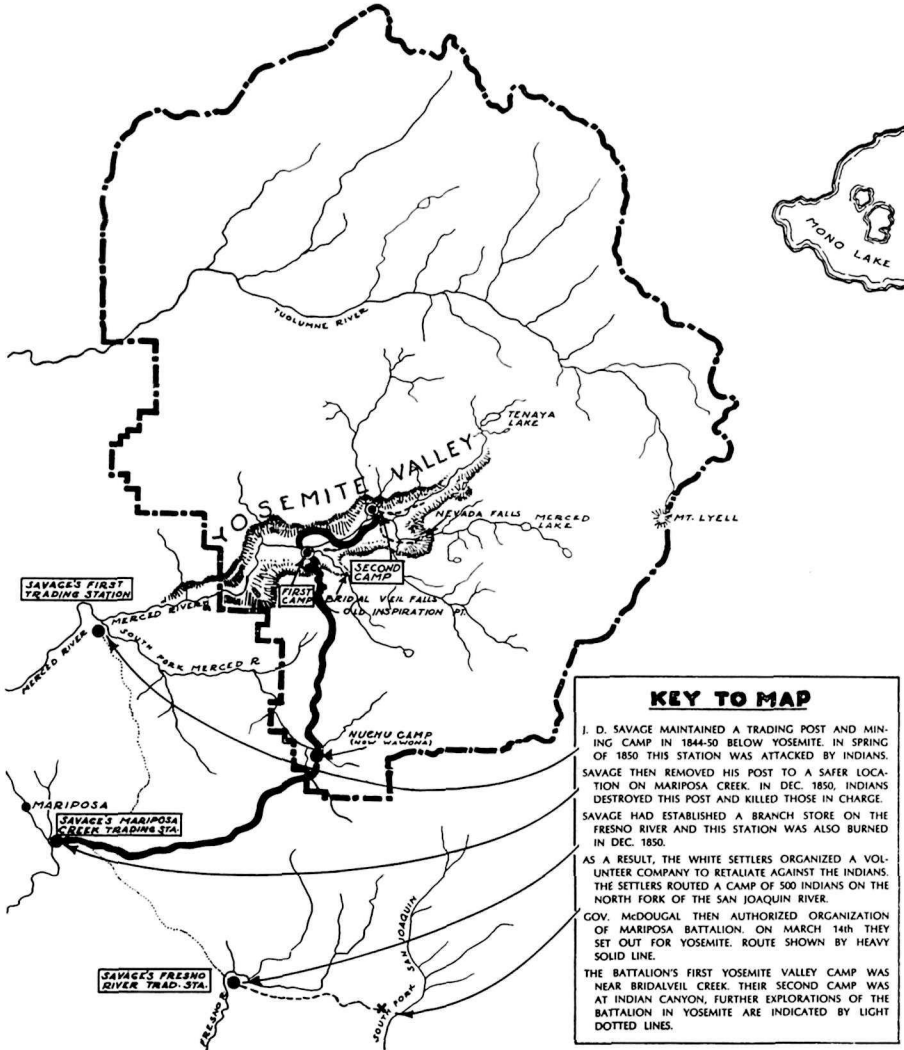 MONO LAKE
TUOLUMNE RIVER
TENAYA
LAKE
YOSEMITE VALLEY
NEVADA FALLS
MERCED
LAKE
MT. LYELL
SECOND
CAMP
FIRST
CAMP
BRIDAL VEIL FALLS
OLD INSPIRATION PT.
SAVAGE'S FIRST
TRADING STATION
MERCED RIVER
MERCED RIVER
SOUTH FORK MERCED R
NUCHU CAMP
(NOW WAWONA)
MARIPOSA
SAVAGE'S MARIPOSA
CREEK TRADING STA.
SAVAGE'S FRESNO
RIVER TRAD. STA.
FRESNO R
SOUTH FORK SAN JOAQUIN
KEY TO MAP
J. D. SAVAGE MAINTAINED A TRADING POST AND MIN-
ING CAMP IN 1844-50 BELOW YOSEMITE. IN SPRING
OF 1850 THIS STATION WAS ATTACKED BY INDIANS.
SAVAGE THEN REMOVED HIS POST TO A SAFER LOCA-
TION ON MARIPOSA CREEK. IN DEC. 1850, INDIANS
DESTROYED THIS POST AND KILLED THOSE IN CHARGE.
SAVAGE HAD ESTABLISHED A BRANCH STORE ON THE
FRESNO RIVER AND THIS STATION WAS ALSO BURNED
IN DEC. 1850.
AS A RESULT, THE WHITE SETTLERS ORGANIZED A VOL-
UNTEER COMPANY TO RETALIATE AGAINST THE INDIANS.
THE SETTLERS ROUTED A CAMP OF 500 INDIANS ON THE
NORTH FORK OF THE SAN JOAQUIN RIVER.
GOV. McDOUGAL THEN AUTHORIZED ORGANIZATION
OF MARIPOSA BATTALION. ON MARCH 14th THEY
SET OUT FOR YOSEMITE. ROUTE SHOWN BY HEAVY
SOLID LINE.
THE BATTALION'S FIRST YOSEMITE VALLEY CAMP WAS
NEAR BRIDALVEIL CREEK. THEIR SECOND CAMP WAS
AT INDIAN CANYON, FURTHER EXPLORATIONS OF THE
BATTALION IN YOSEMITE ARE INDICATED BY LIGHT
DOTTED LINES.